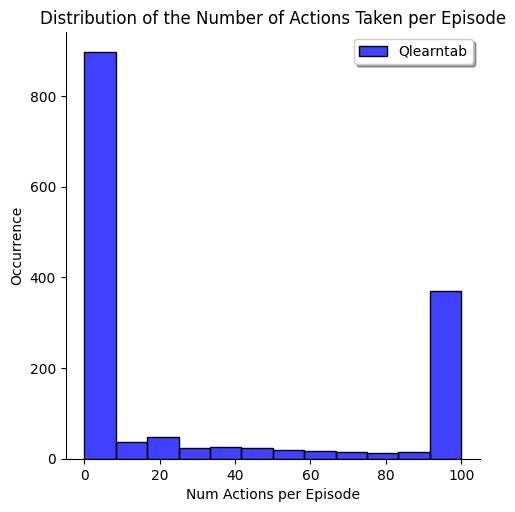 Distribution of the Number of Actions Taken per Episode
Qlearntab
Occurrence
800
600
400
200
0
0 20 40 60 80 100
Num Actions per Episode